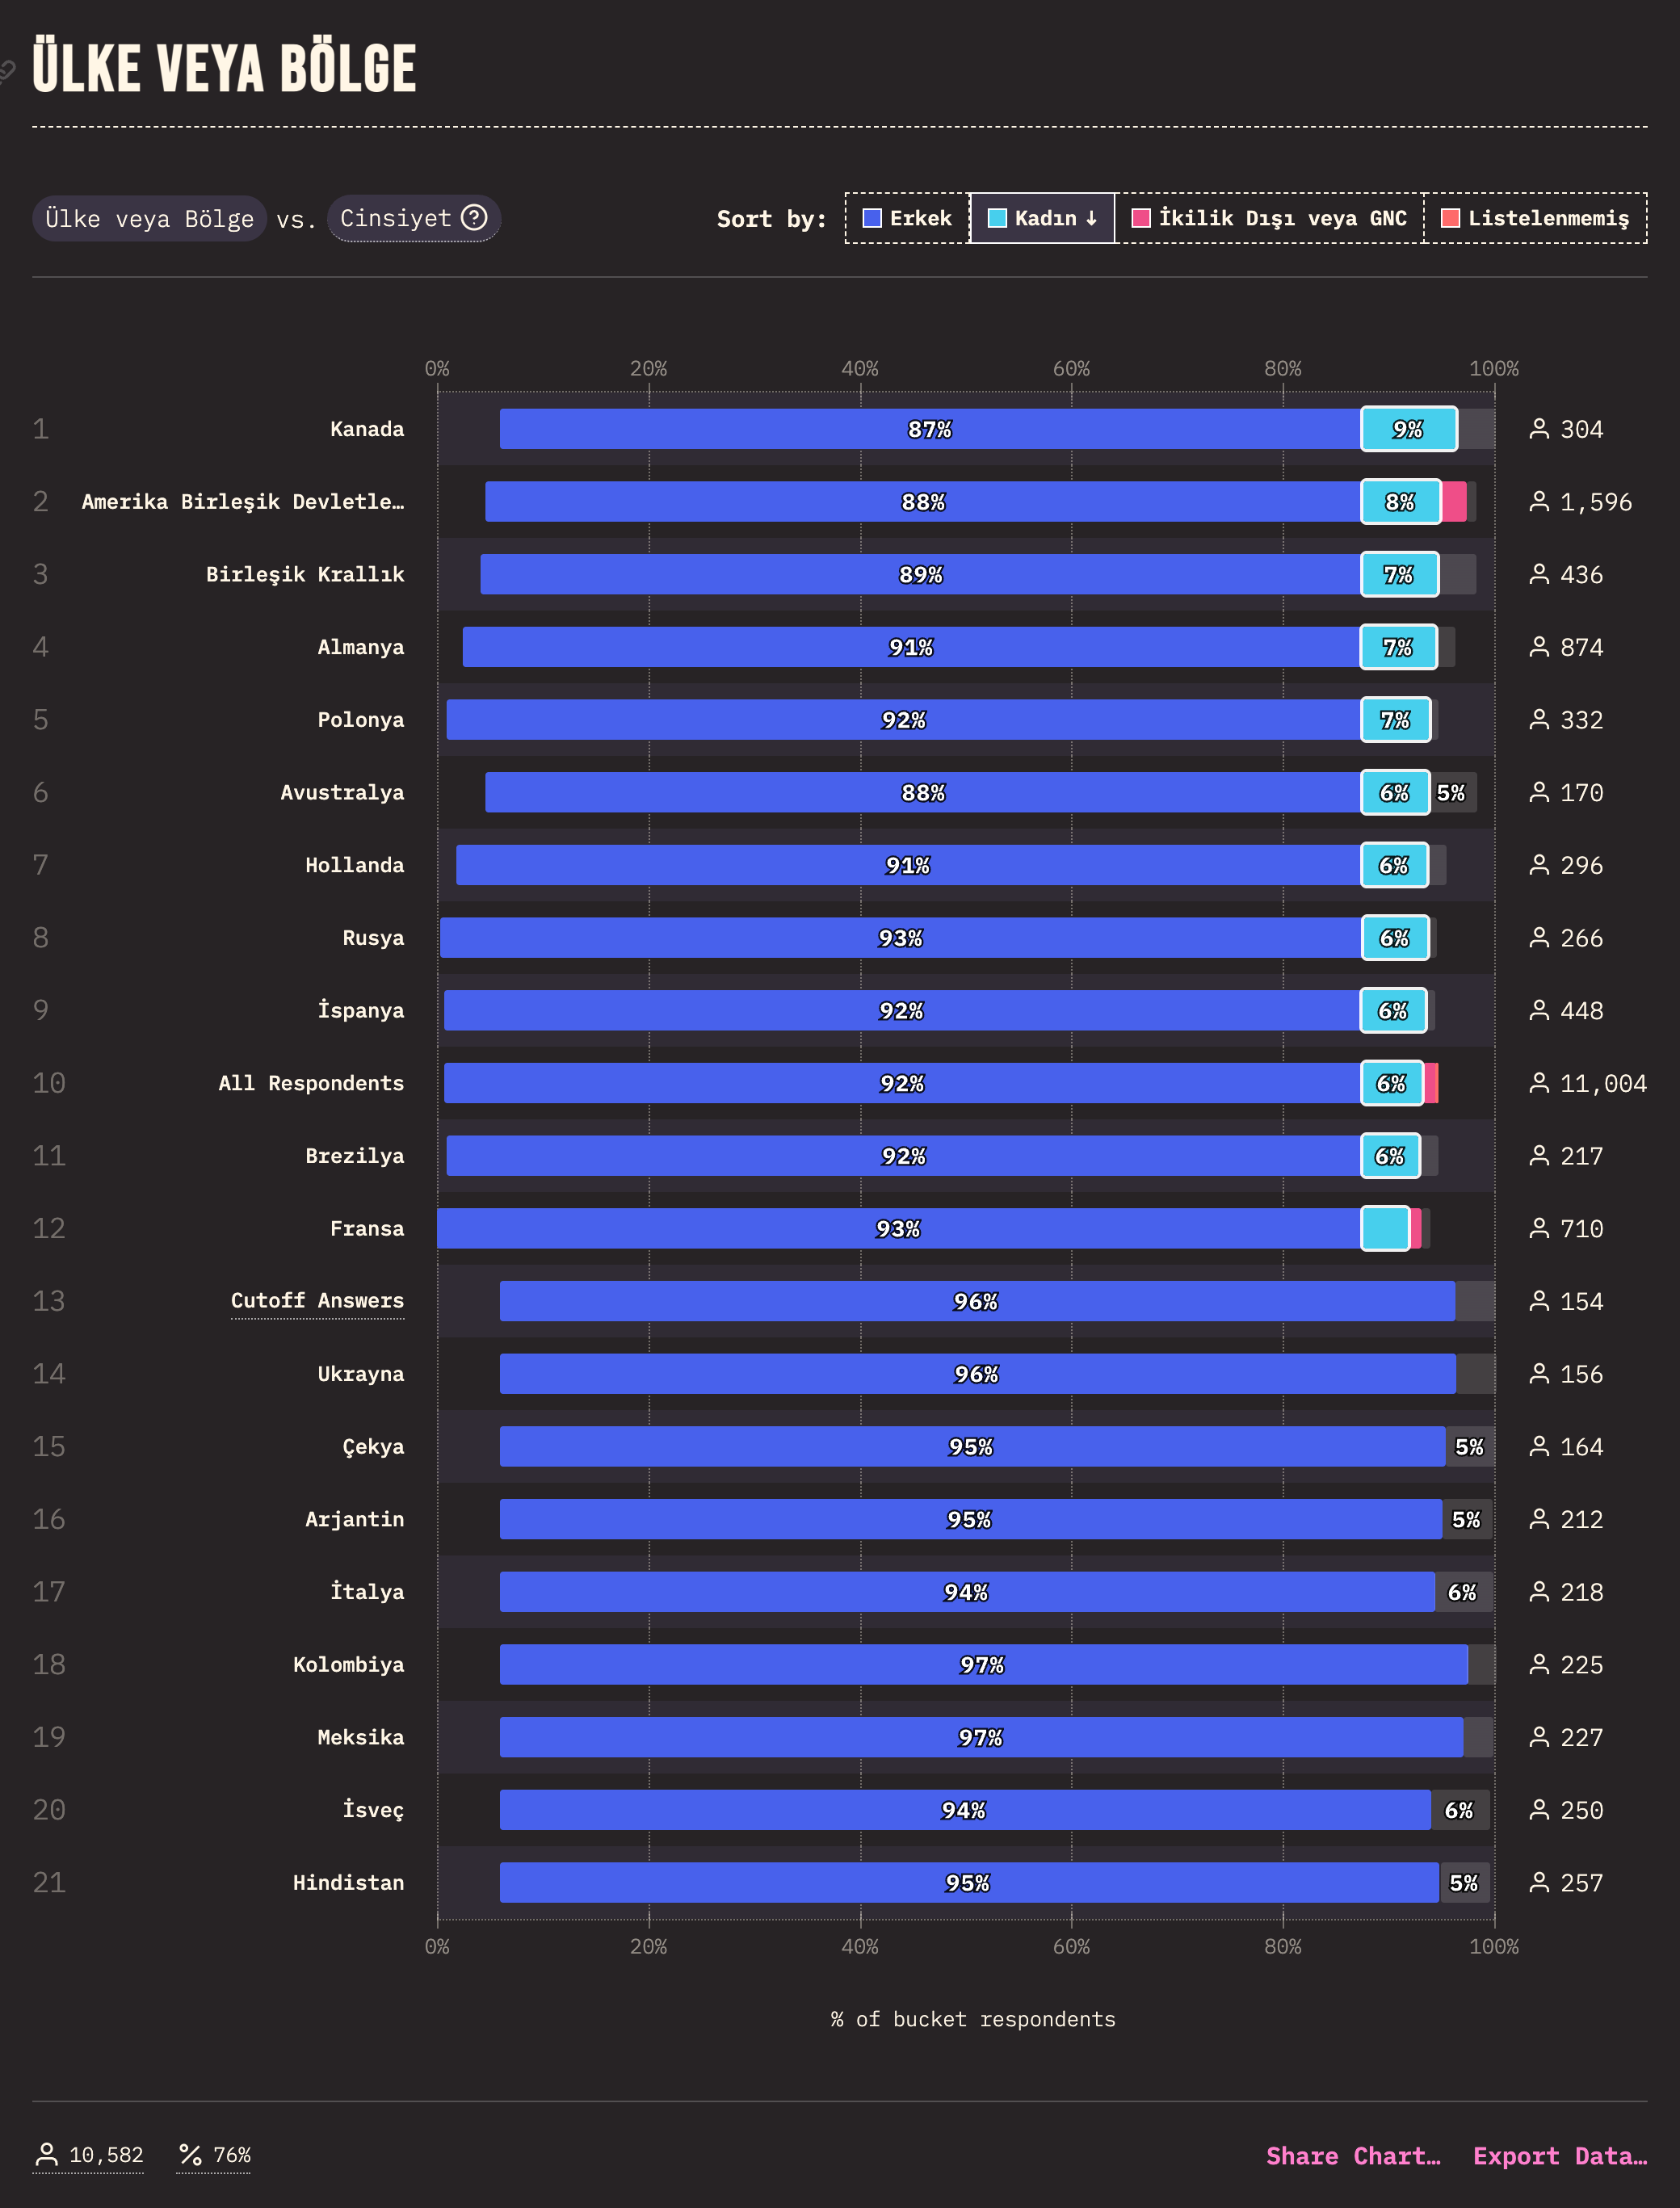 ÜLKE VEYA BÖLGE
Ülke veya Bölge vs. Cinsiyet ? Sort by: Erkek Kadın ↓ İkilik Dışı veya GNC Listelenmemiş
0% 20% 40% 60% 80% 100%
1 Kanada 87% 9% 304
2 Amerika Birleşik Devletle… 88% 8% 1,596
3 Birleşik Krallık 89% 7% 436
4 Almanya 91% 7% 874
5 Polonya 92% 7% 332
6 Avustralya 88% 6% 5% 170
7 Hollanda 91% 6% 296
8 Rusya 93% 6% 266
9 İspanya 92% 6% 448
10 All Respondents 92% 6% 11,004
11 Brezilya 92% 6% 217
12 Fransa 93% 710
13 Cutoff Answers 96% 154
14 Ukrayna 96% 156
15 Çekya 95% 5% 164
16 Arjantin 95% 5% 212
17 İtalya 94% 6% 218
18 Kolombiya 97% 225
19 Meksika 97% 227
20 İsveç 94% 6% 250
21 Hindistan 95% 5% 257
0% 20% 40% 60% 80% 100%
% of bucket respondents
10,582 % 76% Share Chart… Export Data…